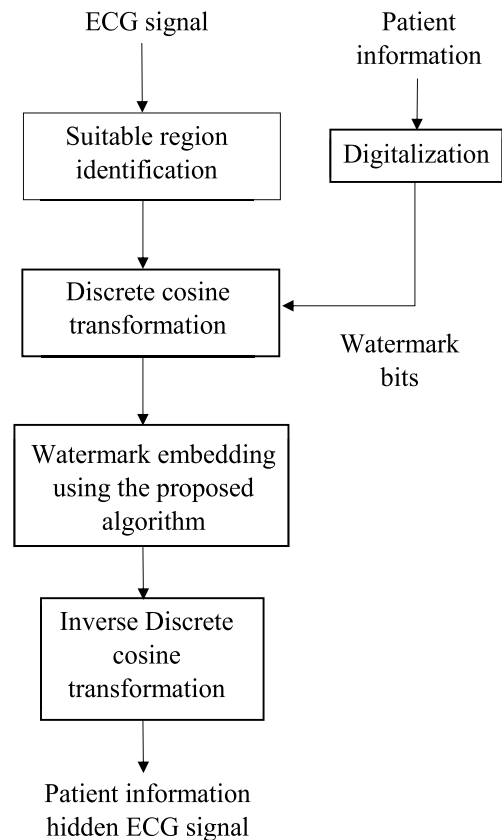 ECG signal
Patient
information
Suitable region
identification
Digitalization
Discrete cosine
transformation
Watermark
bits
Watermark embedding
using the proposed
algorithm
Inverse Discrete
cosine
transformation
Patient information
hidden ECG signal